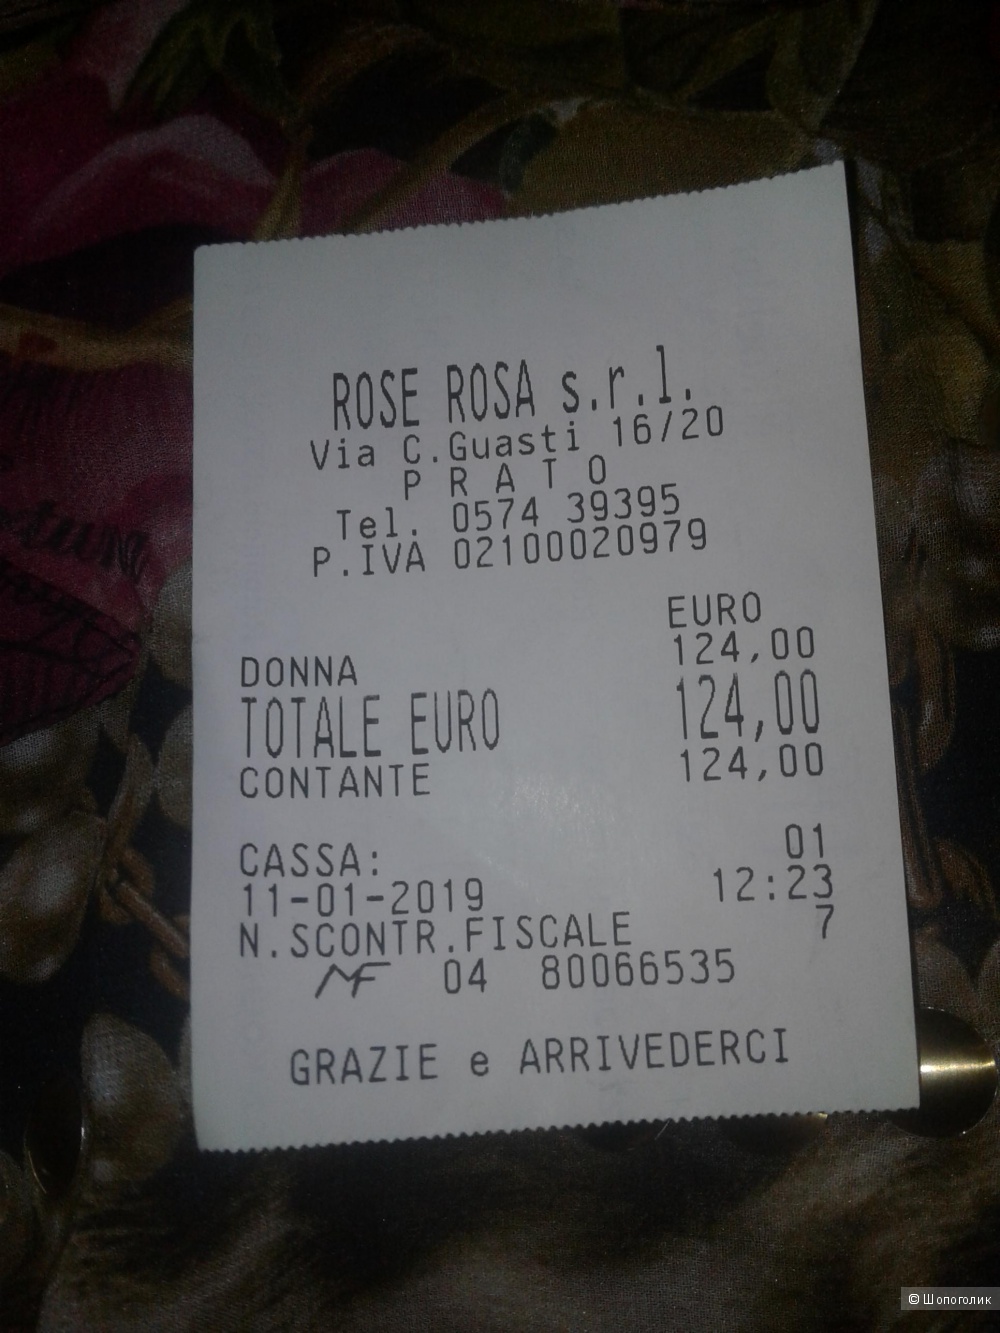 ROSE ROSA s.r.l.
Via C.Guasti 16/20
P R A T O
Tel. 0574 39395
P.IVA 02100020979
EURO
DONNA 124,00
TOTALE EURO 124,00
CONTANTE 124,00
CASSA: 01
11-01-2019 12:23
N.SCONTR.FISCALE 7
MF 04 80066535
GRAZIE e ARRIVEDERCI
© Шопоголик